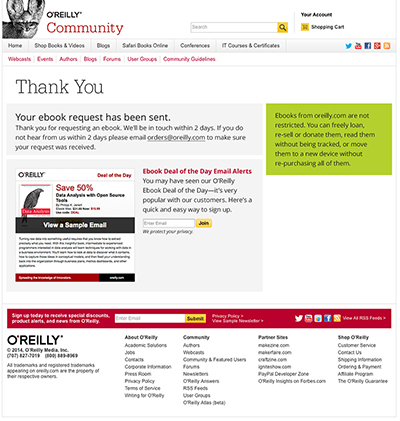 O'REILLY®
Community
Search
Your Account
Shopping Cart
Home Shop Books & Videos Blogs Safari Books Online Conferences IT Courses & Certificates
Webcasts Events Authors Blogs Forums User Groups Community Guidelines
Thank You
Your ebook request has been sent.
Thank you for requesting an ebook. We'll be in touch within 2 days. If you
do not hear from us within 2 days please email orders@oreilly.com to make
sure your request was received.
Ebooks from oreilly.com are not
restricted. You can freely loan,
re-sell or donate them, read them
without being tracked, or move
them to a new device without
re-purchasing all of them.
O'REILLY® Deal of the Day
Save 50%
Data Analysis with Open Source
Tools
Data Analysis
View a Sample Email
Spreading the knowledge of innovators. oreilly.com
Ebook Deal of the Day Email Alerts
You may have seen our O'Reilly
Ebook Deal of the Day—it's very
popular with our customers. Here's a
quick and easy way to sign up.
Enter Email Join
We protect your privacy.
Sign up today to receive special discounts,
product alerts, and news from O'Reilly.
Enter Email Submit
Privacy Policy >
View Sample Newsletter >
View All RSS Feeds >
O'REILLY®
© 2014, O'Reilly Media, Inc.
(707) 827-7019 (800) 889-8969
All trademarks and registered trademarks
appearing on oreilly.com are the property of
their respective owners.
About O'Reilly
Academic Solutions
Jobs
Contacts
Corporate Information
Press Room
Privacy Policy
Terms of Service
Writing for O'Reilly
Community
Authors
Webcasts
Community & Featured Users
Forums
Membership
Newsletters
O'Reilly Answers
RSS Feeds
User Groups
O'Reilly Atlas (beta)
Partner Sites
makezine.com
makerfaire.com
craftzine.com
igniteshow.com
PayPal Developer Zone
O'Reilly Insights on Forbes.com
Shop O'Reilly
Customer Service
Contact Us
Shipping Information
Ordering & Payment
Affiliate Program
The O'Reilly Guarantee